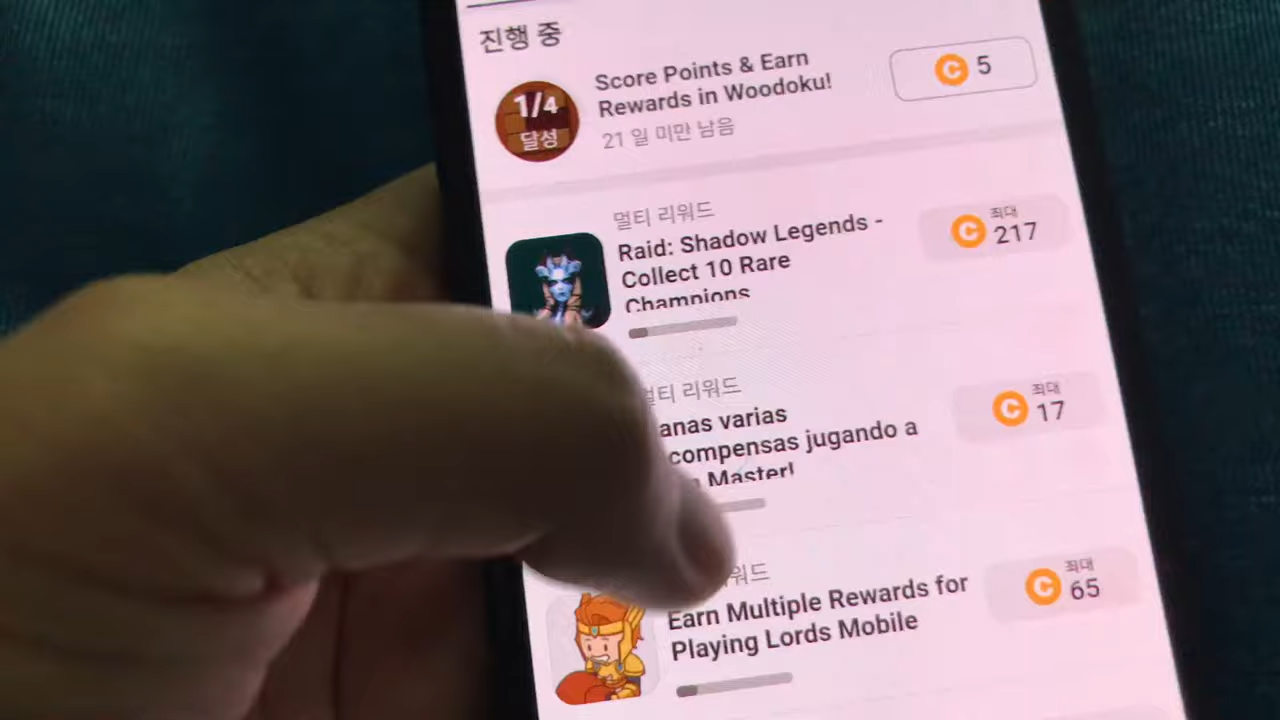 진행 중
1/4
달성
Score Points & Earn
Rewards in Woodoku!
21 일 미만 남음
C 5
멀티 리워드
Raid: Shadow Legends -
Collect 10 Rare
Champions
C 최대
217
멀티 리워드
anas varias
compensas jugando a
Master!
C 최대
17
워드
Earn Multiple Rewards for
Playing Lords Mobile
C 최대
65